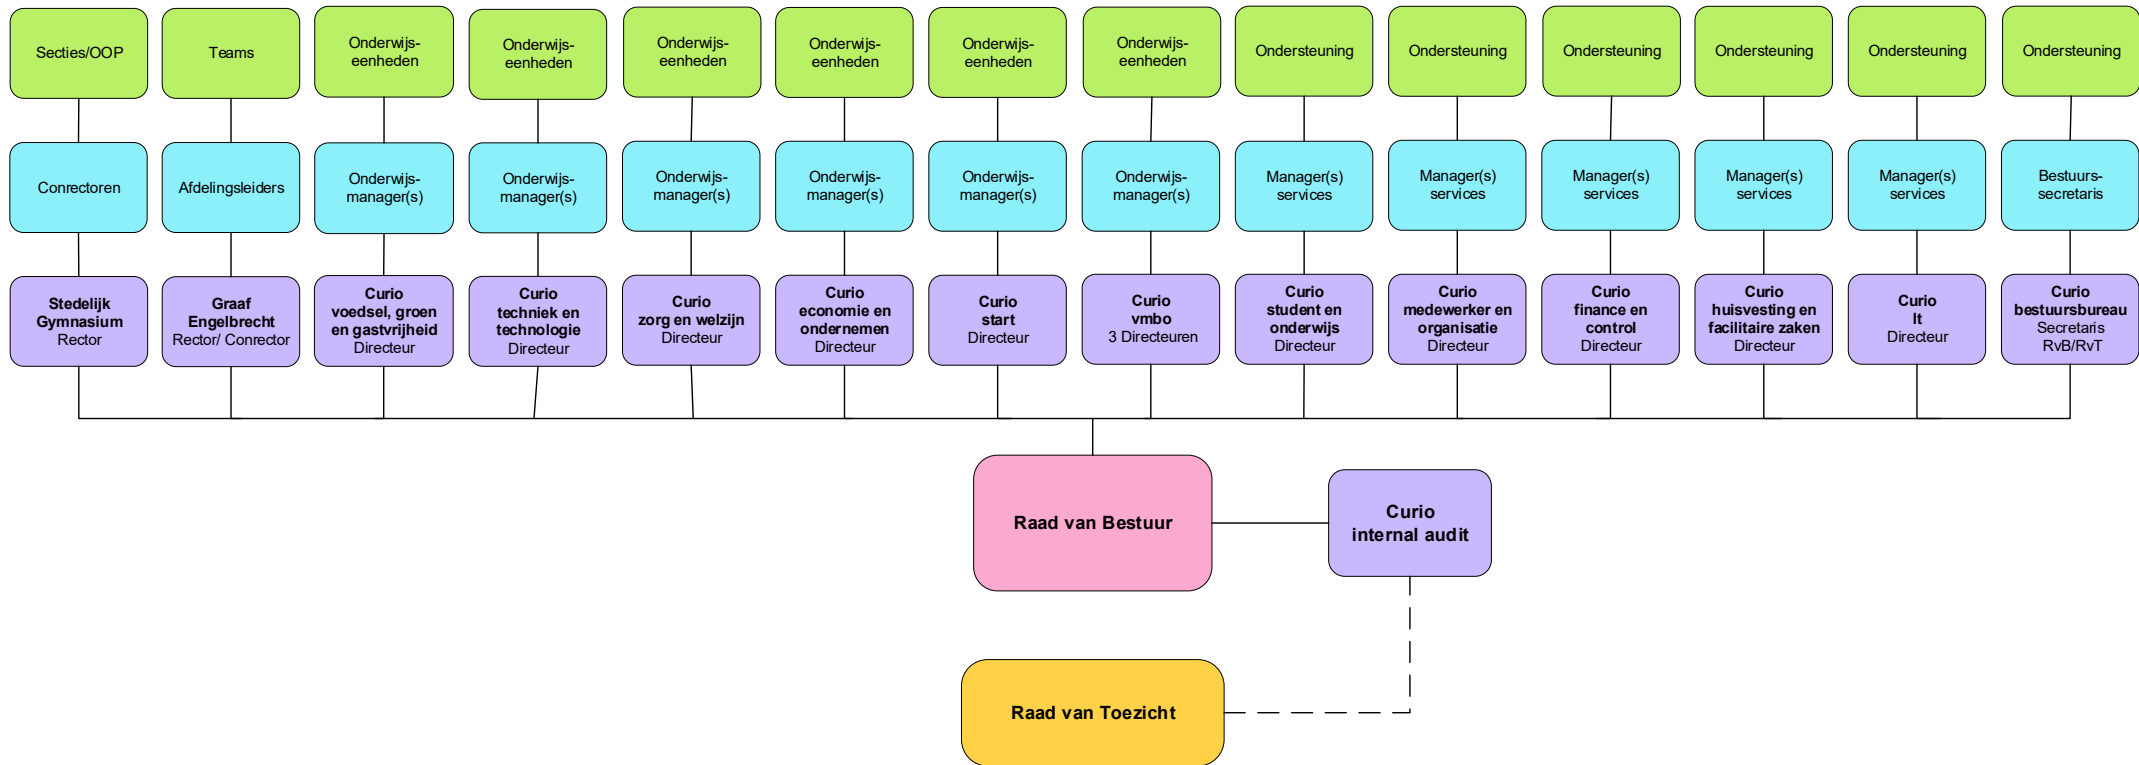 Secties/OOP
Teams
Onderwijs-
eenheden
Onderwijs-
eenheden
Onderwijs-
eenheden
Onderwijs-
eenheden
Onderwijs-
eenheden
Onderwijs-
eenheden
Ondersteuning
Ondersteuning
Ondersteuning
Ondersteuning
Ondersteuning
Ondersteuning
Conrectoren
Afdelingsleiders
Onderwijs-
manager(s)
Onderwijs-
manager(s)
Onderwijs-
manager(s)
Onderwijs-
manager(s)
Onderwijs-
manager(s)
Onderwijs-
manager(s)
Manager(s)
services
Manager(s)
services
Manager(s)
services
Manager(s)
services
Manager(s)
services
Bestuurs-
secretaris
Stedelijk
Gymnasium
Rector
Graaf
Engelbrecht
Rector/ Conrector
Curio
voedsel, groen
en gastvrijheid
Directeur
Curio
techniek en
technologie
Directeur
Curio
zorg en welzijn
Directeur
Curio
economie en
ondernemen
Directeur
Curio
start
Directeur
Curio
vmbo
3 Directeuren
Curio
student en
onderwijs
Directeur
Curio
medewerker en
organisatie
Directeur
Curio
finance en
control
Directeur
Curio
huisvesting en
facilitaire zaken
Directeur
Curio
It
Directeur
Curio
bestuursbureau
Secretaris
RvB/RvT
Raad van Bestuur
Curio
internal audit
Raad van Toezicht